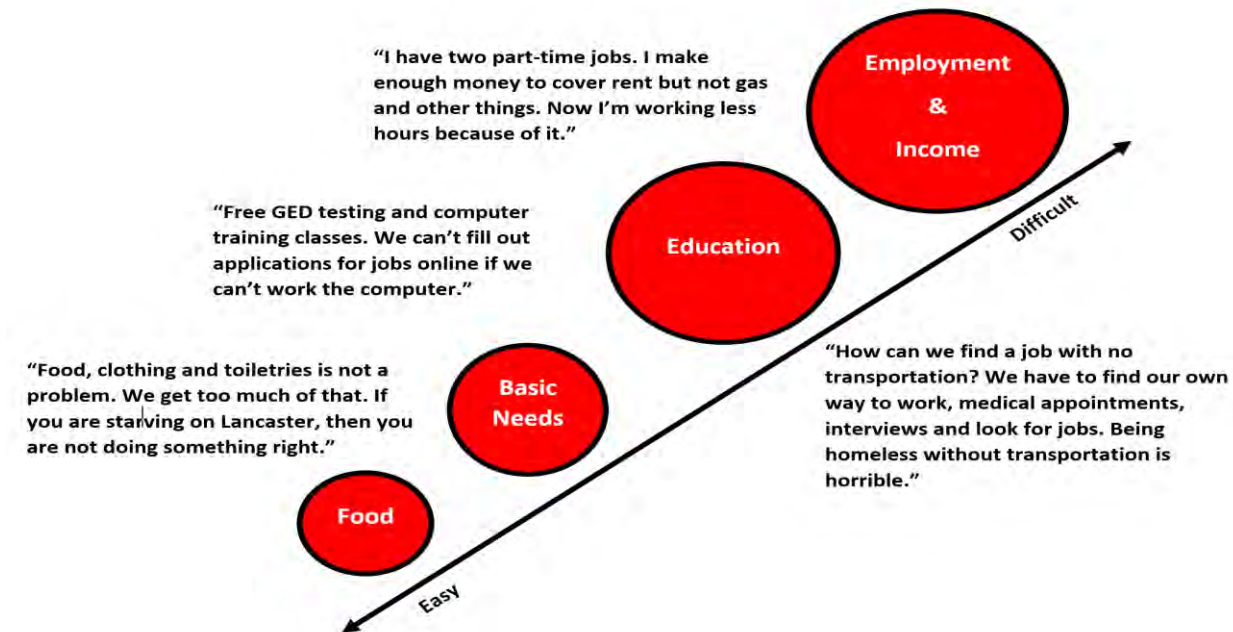 “I have two part-time jobs. I make
enough money to cover rent but not gas
and other things. Now I’m working less
hours because of it.”
Employment
&
Income
“Free GED testing and computer
training classes. We can’t fill out
applications for jobs online if we
can’t work the computer.”
Education
Difficult
“Food, clothing and toiletries is not a
problem. We get too much of that. If
you are starving on Lancaster, then you
are not doing something right.”
Basic
Needs
“How can we find a job with no
transportation? We have to find our own
way to work, medical appointments,
interviews and look for jobs. Being
homeless without transportation is
horrible.”
Food
Easy